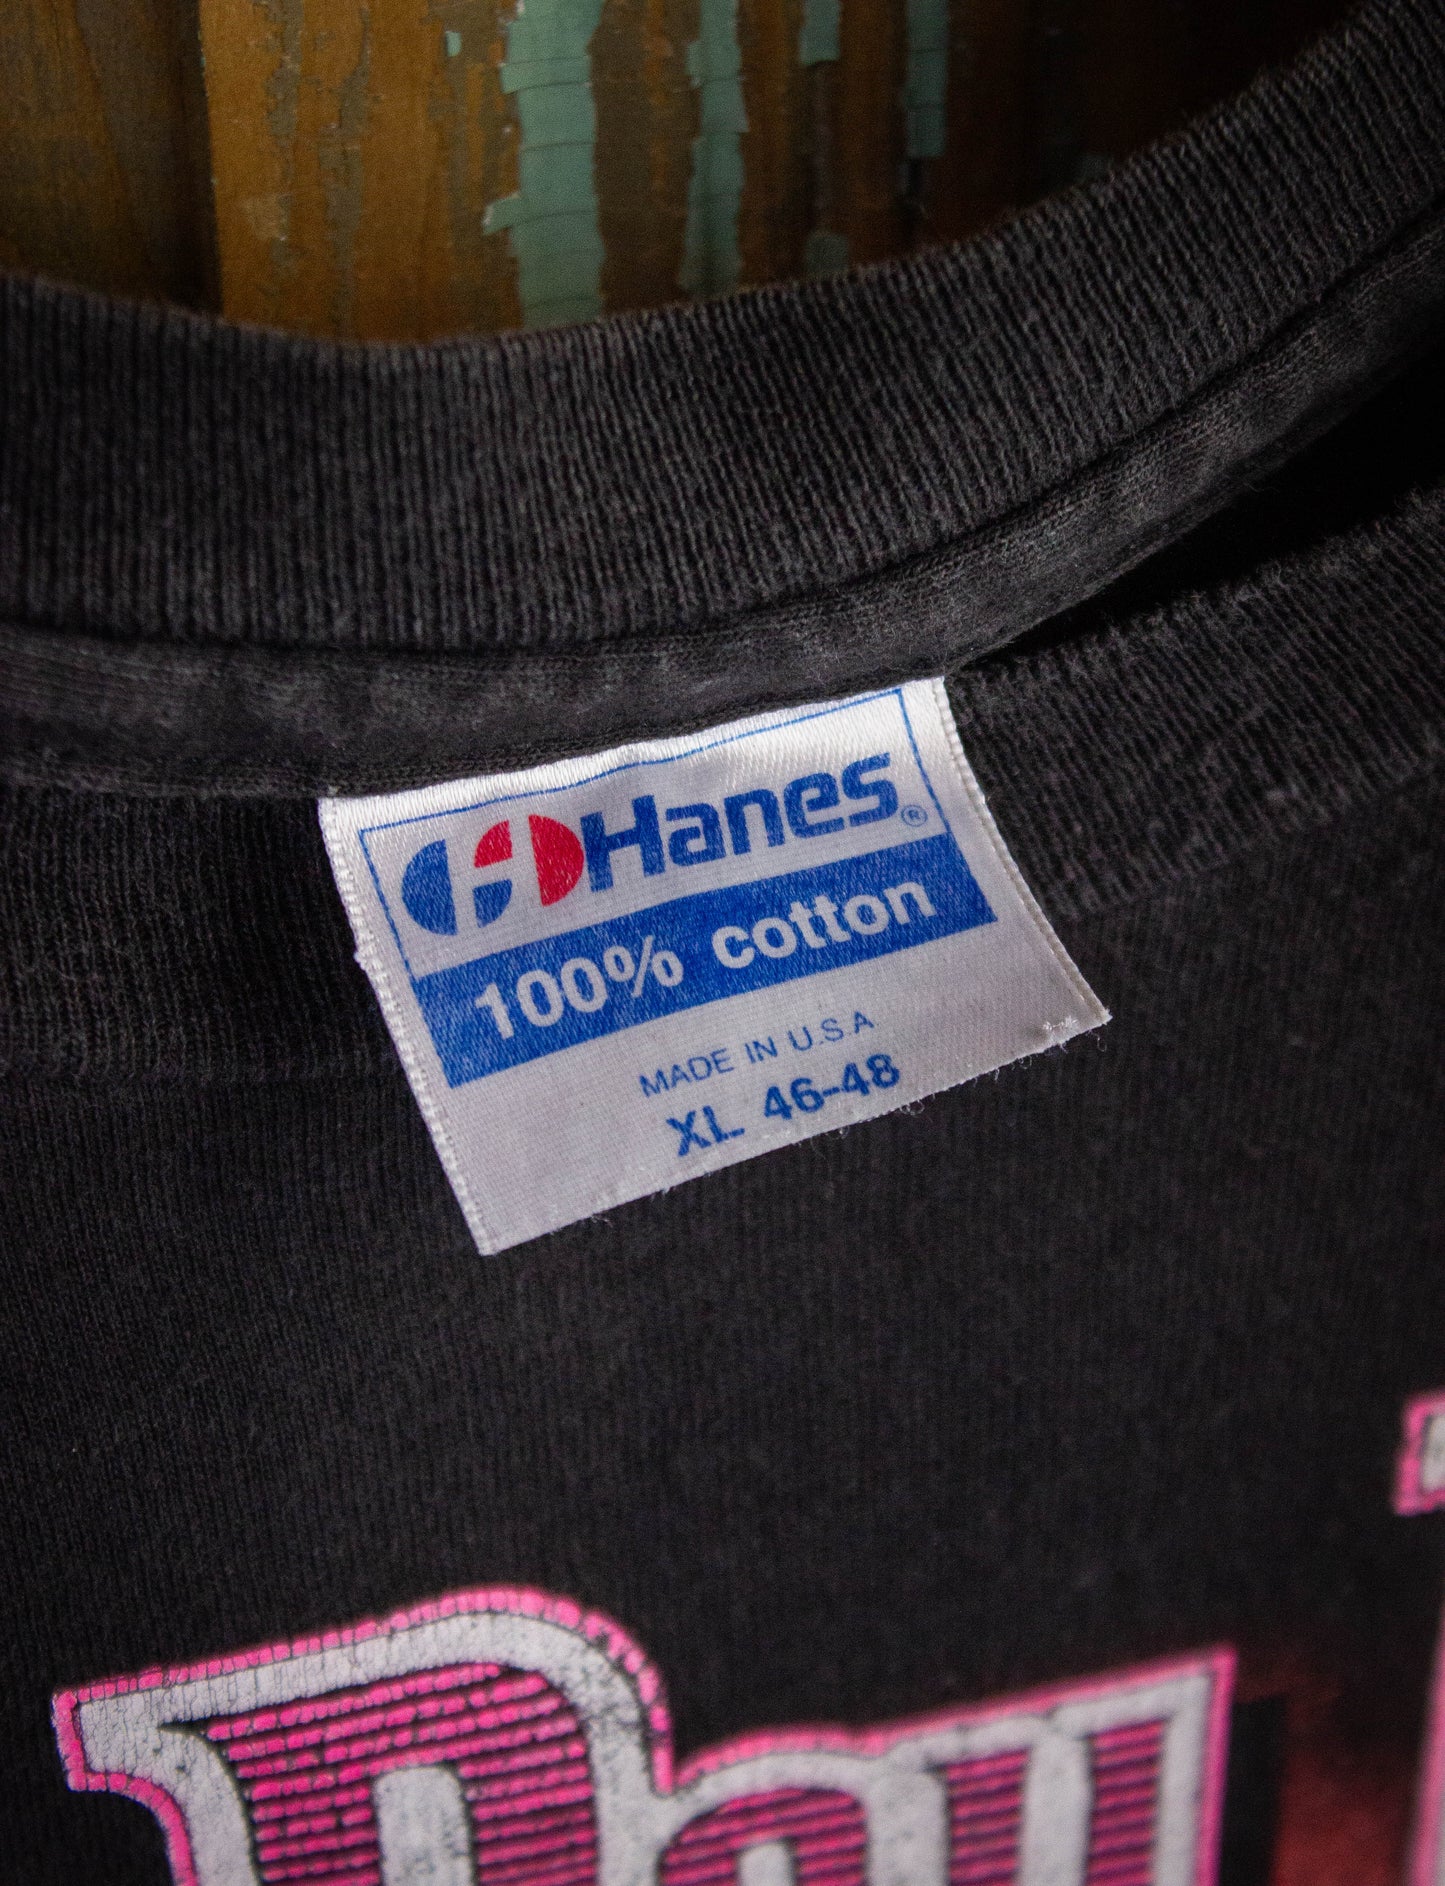 Hanes®
100% cotton
MADE IN U.S.A
XL 46-48